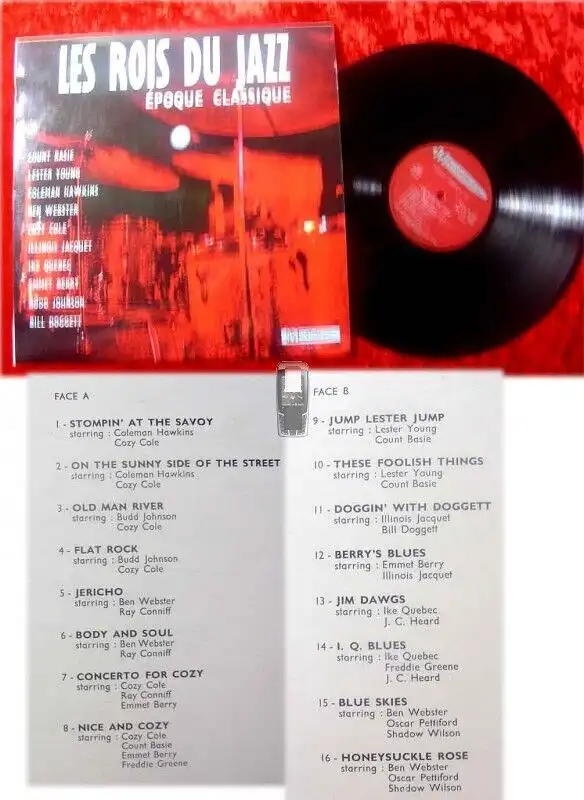 LES ROIS DU JAZZ
ÉPOQUE CLASSIQUE
COUNT BASIE
LESTER YOUNG
COLEMAN HAWKINS
BEN WEBSTER
COZY COLE
ILLINOIS JACQUET
IKE QUEBEC
EMMET BERRY
BUDD JOHNSON
BILL DOGGETT
FACE A
1 - STOMPIN' AT THE SAVOY
starring : Coleman Hawkins
Cozy Cole
2 - ON THE SUNNY SIDE OF THE STREET
starring : Coleman Hawkins
Cozy Cole
3 - OLD MAN RIVER
starring : Budd Johnson
Cozy Cole
4 - FLAT ROCK
starring : Budd Johnson
Cozy Cole
5 - JERICHO
starring : Ben Webster
Ray Conniff
6 - BODY AND SOUL
starring : Ben Webster
Ray Conniff
7 - CONCERTO FOR COZY
starring : Cozy Cole
Ray Conniff
Emmet Berry
8 - NICE AND COZY
starring : Cozy Cole
Count Basie
Emmet Berry
Freddie Greene
FACE B
9 - JUMP LESTER JUMP
starring : Lester Young
Count Basie
10 - THESE FOOLISH THINGS
starring : Lester Young
Count Basie
11 - DOGGIN' WITH DOGGETT
starring : Illinois Jacquet
Bill Doggett
12 - BERRY'S BLUES
starring : Emmet Berry
Illinois Jacquet
13 - JIM DAWGS
starring : Ike Quebec
J. C. Heard
14 - I. Q. BLUES
starring : Ike Quebec
Freddie Greene
J. C. Heard
15 - BLUE SKIES
starring : Ben Webster
Oscar Pettiford
Shadow Wilson
16 - HONEYSUCKLE ROSE
starring : Ben Webster
Oscar Pettiford
Shadow Wilson